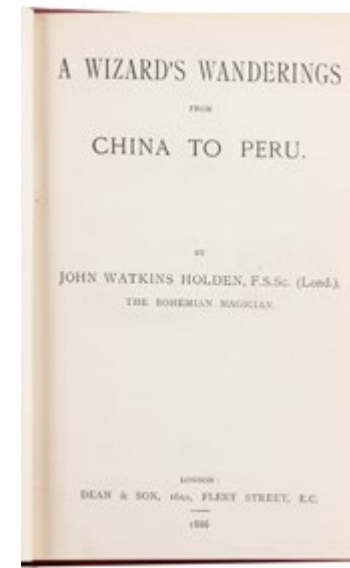 A WIZARD'S WANDERINGS
FROM
CHINA TO PERU.
BY
JOHN WATKINS HOLDEN, F.S.Sc. (Lond.),
THE BOHEMIAN MAGICIAN.
LONDON:
DEAN & SON, 160A, FLEET STREET, E.C.
1886